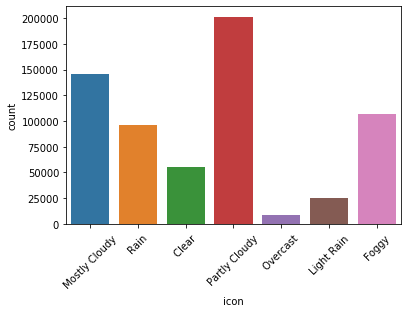 200000
175000
150000
125000
100000
75000
50000
25000
0
count
Mostly Cloudy
Rain
Clear
Partly Cloudy
Overcast
Light Rain
Foggy
icon